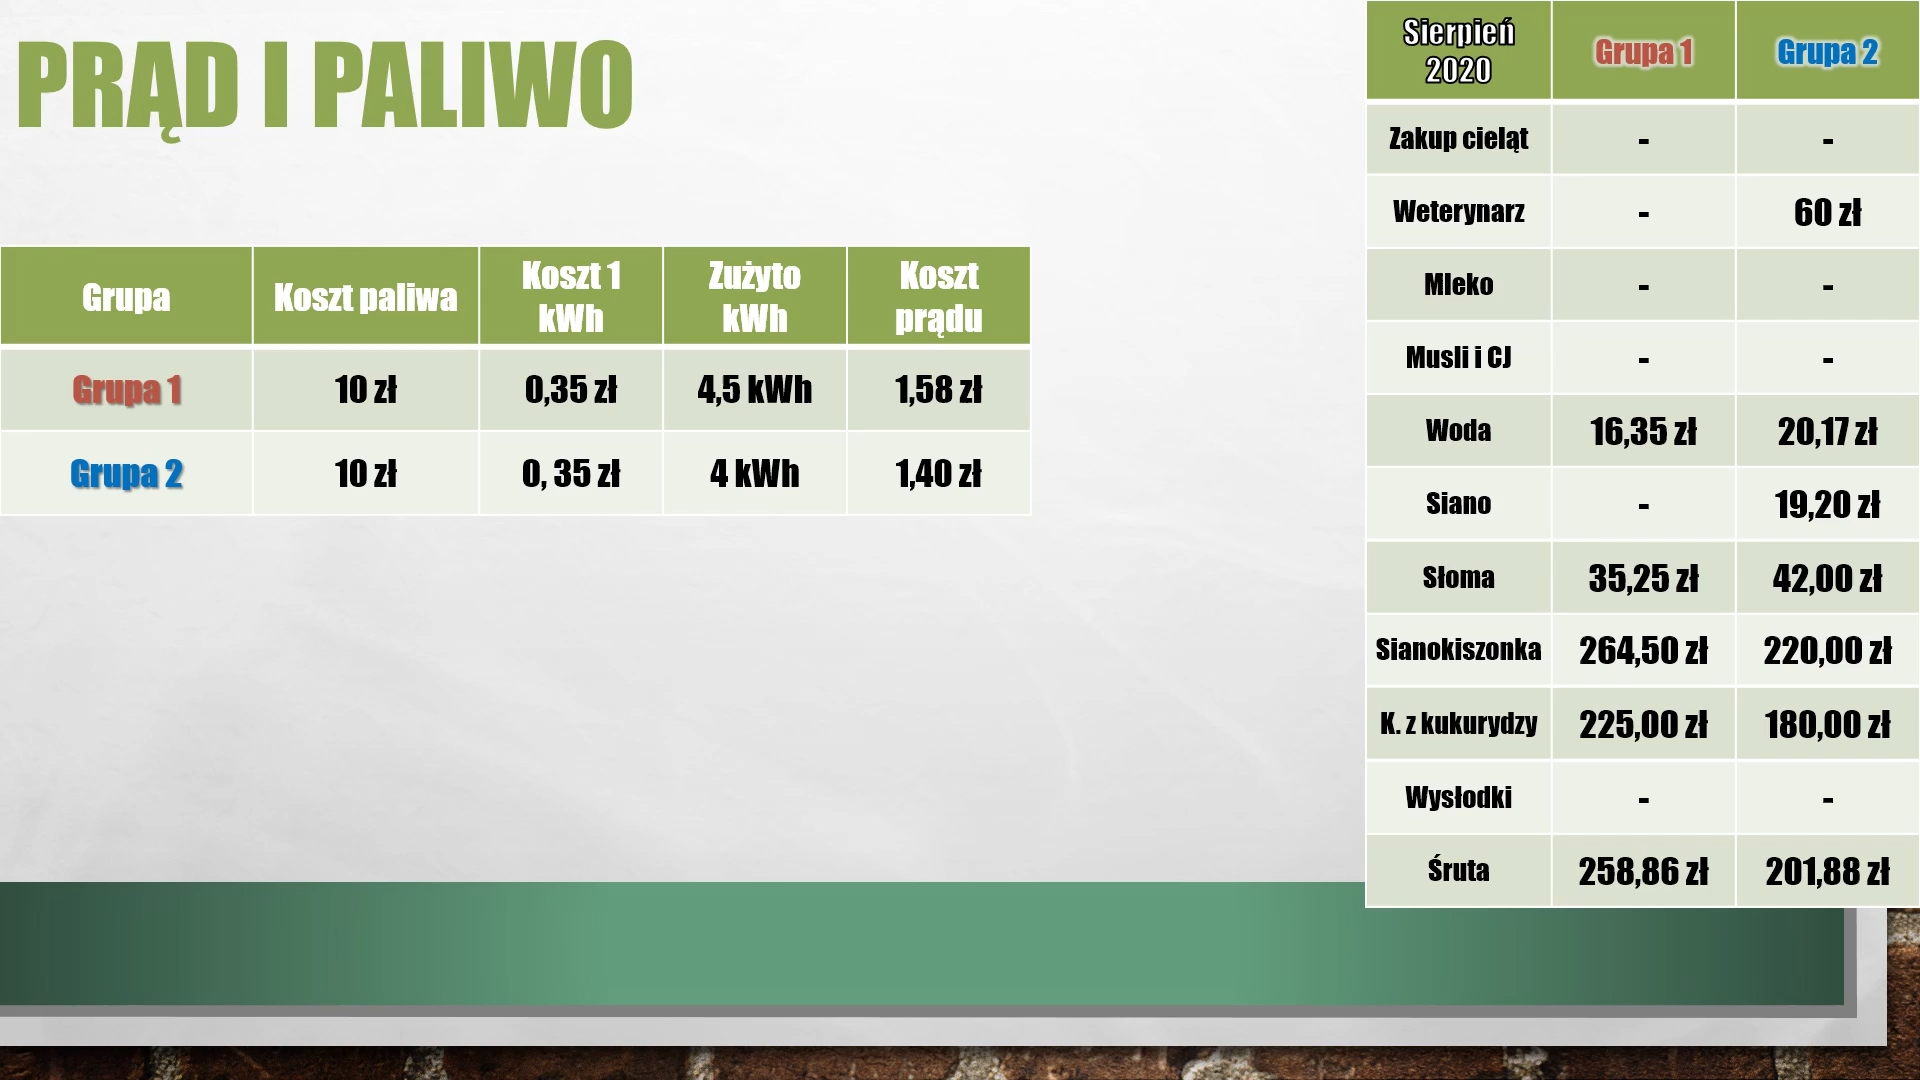 PRĄD I PALIWO
Grupa Koszt paliwa Koszt 1 kWh Zużyto kWh Koszt prądu
Grupa 1 10 zł 0,35 zł 4,5 kWh 1,58 zł
Grupa 2 10 zł 0, 35 zł 4 kWh 1,40 zł
Sierpień 2020 Grupa 1 Grupa 2
Zakup cieląt - -
Weterynarz - 60 zł
Mleko - -
Musli i CJ - -
Woda 16,35 zł 20,17 zł
Siano - 19,20 zł
Słoma 35,25 zł 42,00 zł
Sianokiszonka 264,50 zł 220,00 zł
K. z kukurydzy 225,00 zł 180,00 zł
Wysłodki - -
Śruta 258,86 zł 201,88 zł